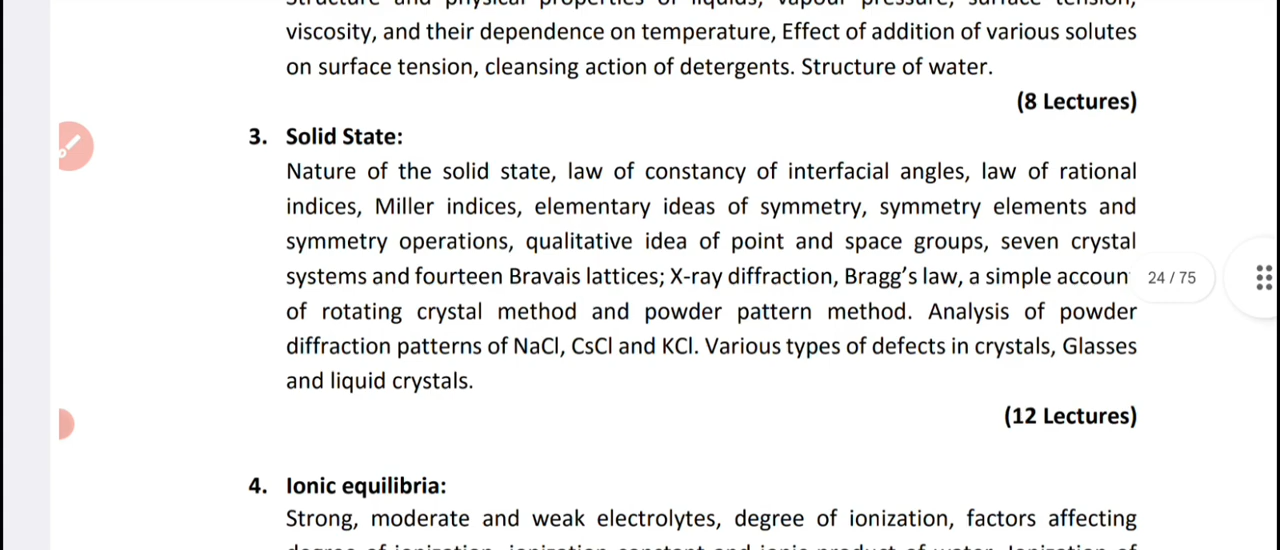 viscosity, and their dependence on temperature, Effect of addition of various solutes
on surface tension, cleansing action of detergents. Structure of water.
(8 Lectures)
3. Solid State:
Nature of the solid state, law of constancy of interfacial angles, law of rational
indices, Miller indices, elementary ideas of symmetry, symmetry elements and
symmetry operations, qualitative idea of point and space groups, seven crystal
systems and fourteen Bravais lattices; X-ray diffraction, Bragg’s law, a simple accoun
24 / 75
of rotating crystal method and powder pattern method. Analysis of powder
diffraction patterns of NaCl, CsCl and KCl. Various types of defects in crystals, Glasses
and liquid crystals.
(12 Lectures)
4. Ionic equilibria:
Strong, moderate and weak electrolytes, degree of ionization, factors affecting